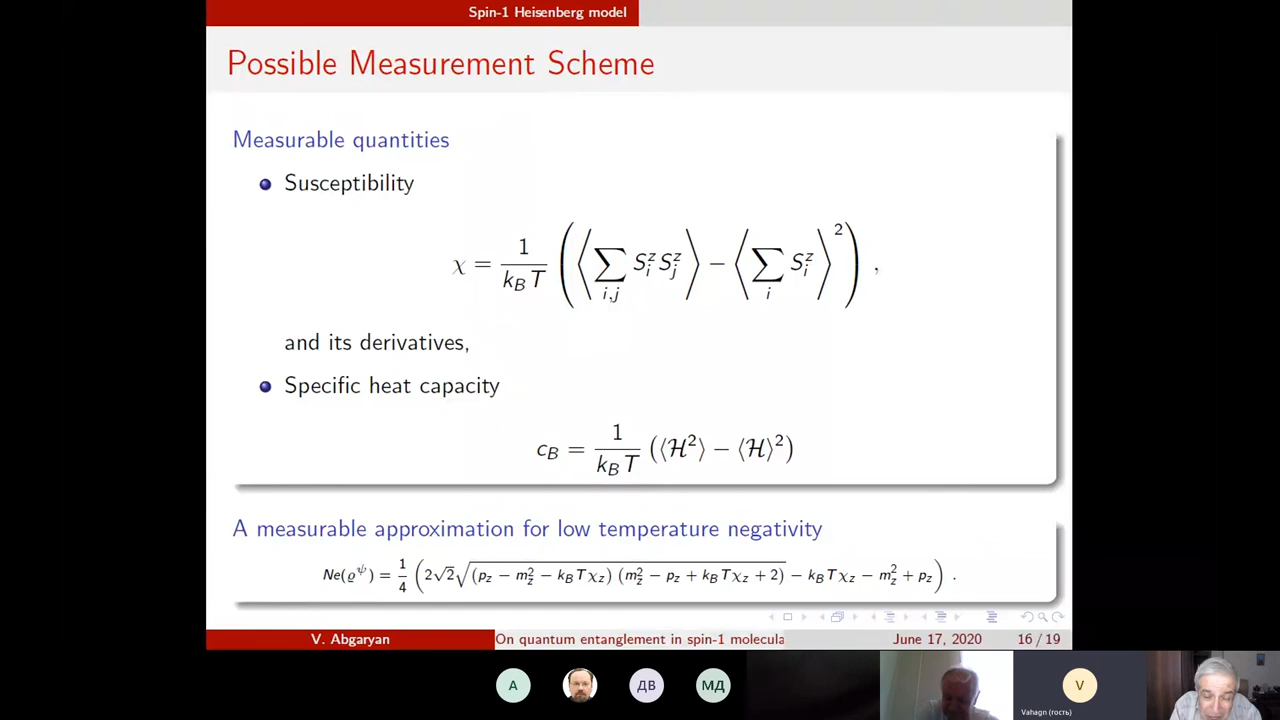 Spin-1 Heisenberg model
Possible Measurement Scheme
Measurable quantities
Susceptibility
χ = 1/(k_B T) ( ⟨ ∑_{i,j} S_i^z S_j^z ⟩ − ⟨ ∑_i S_i^z ⟩^2 ) ,
and its derivatives,
Specific heat capacity
c_B = 1/(k_B T) (⟨ℋ^2⟩ − ⟨ℋ⟩^2)
A measurable approximation for low temperature negativity
Ne(ϱ^ψ) = 1/4 ( 2√2 √((p_z − m_z^2 − k_B T χ_z) (m_z^2 − p_z + k_B T χ_z + 2)) − k_B T χ_z − m_z^2 + p_z ) .
V. Abgaryan
On quantum entanglement in spin-1 molecula
June 17, 2020
16 / 19
А
ДВ
МД
V
Vahagn (гость)